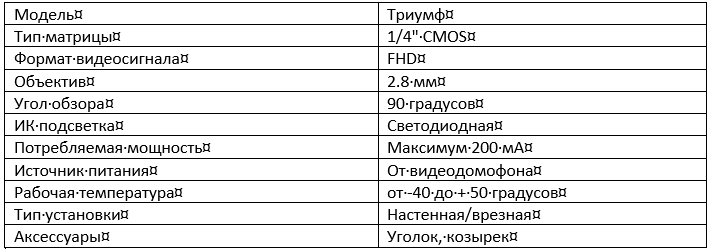 Модель Триумф
Тип матрицы 1/4" CMOS
Формат видеосигнала FHD
Объектив 2.8 мм
Угол обзора 90 градусов
ИК подсветка Светодиодная
Потребляемая мощность Максимум 200 мА
Источник питания От видеодомофона
Рабочая температура от -40 до + 50 градусов
Тип установки Настенная/врезная
Аксессуары Уголок, козырек